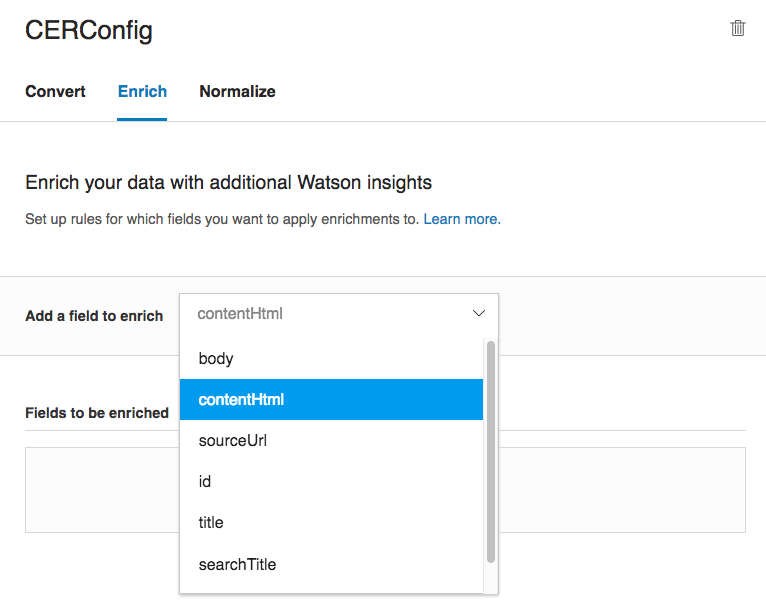 CERConfig
Convert Enrich Normalize
Enrich your data with additional Watson insights
Set up rules for which fields you want to apply enrichments to. Learn more.
Add a field to enrich contentHtml
body
contentHtml
Fields to be enriched
sourceUrl
id
title
searchTitle